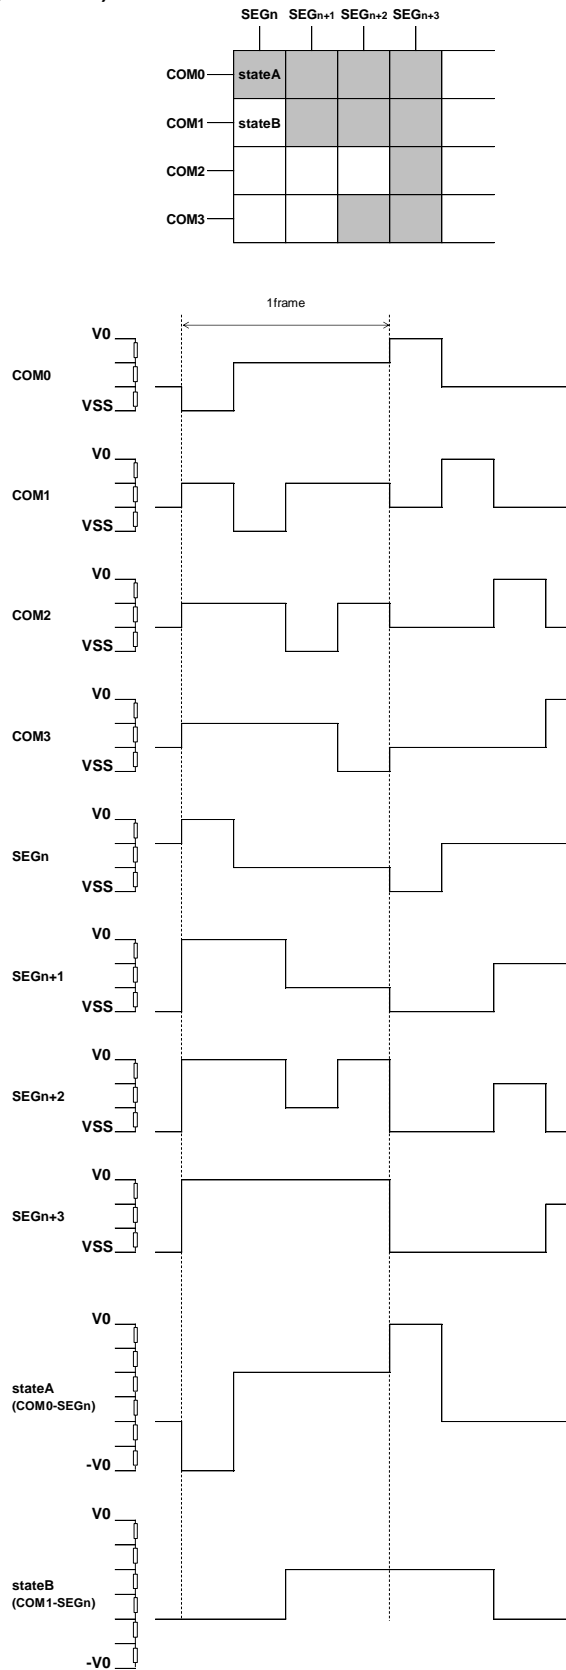 SEGn SEGn+1 SEGn+2 SEGn+3
COM0 stateA
COM1 stateB
COM2
COM3
1frame
V0
COM0
VSS
V0
COM1
VSS
V0
COM2
VSS
V0
COM3
VSS
V0
SEGn
VSS
V0
SEGn+1
VSS
V0
SEGn+2
VSS
V0
SEGn+3
VSS
V0
stateA
(COM0-SEGn)
-V0
V0
stateB
(COM1-SEGn)
-V0